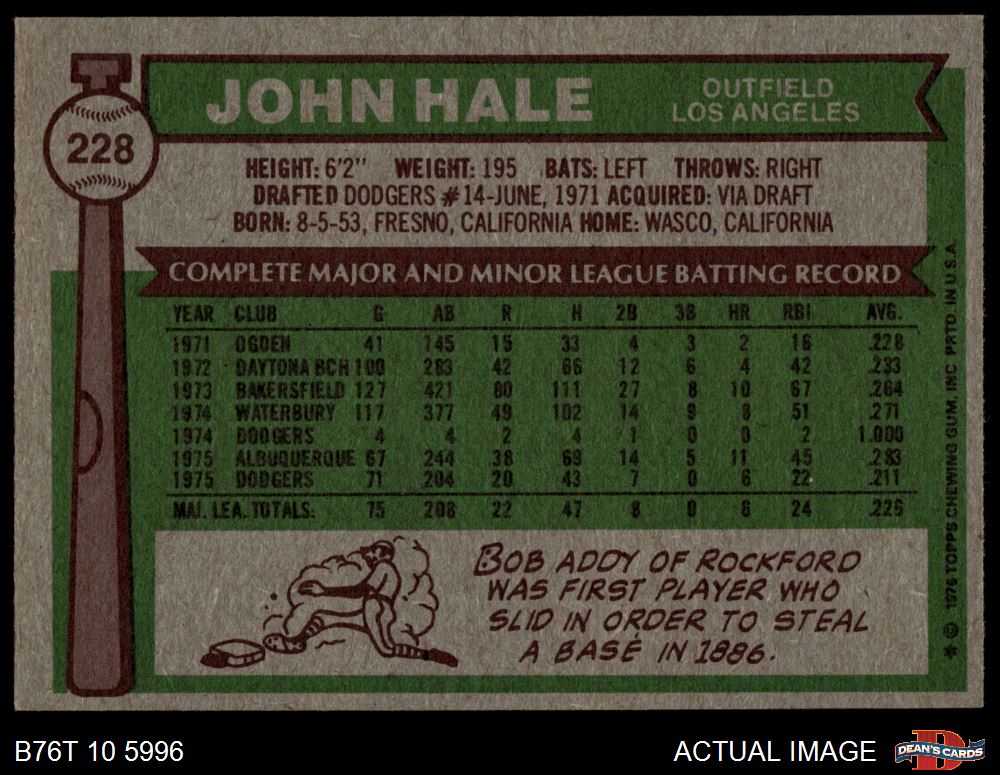 228
JOHN HALE
OUTFIELD
LOS ANGELES
HEIGHT: 6'2" WEIGHT: 195 BATS: LEFT THROWS: RIGHT
DRAFTED DODGERS #14-JUNE, 1971 ACQUIRED: VIA DRAFT
BORN: 8-5-53, FRESNO, CALIFORNIA HOME: WASCO, CALIFORNIA
COMPLETE MAJOR AND MINOR LEAGUE BATTING RECORD
YEAR CLUB G AB R H 2B 3B HR RBI AVG.
1971 OGDEN 41 145 15 33 4 3 2 16 .228
1972 DAYTONA BCH 100 283 42 66 12 6 4 42 .233
1973 BAKERSFIELD 127 421 80 111 27 8 10 67 .264
1974 WATERBURY 117 377 49 102 14 9 8 51 .271
1974 DODGERS 4 4 2 4 1 0 0 2 1.000
1975 ALBUQUERQUE 67 244 38 69 14 5 11 45 .283
1975 DODGERS 71 204 20 43 7 0 6 22 .211
MAJ. LEA. TOTALS: 75 208 22 47 8 0 6 24 .226
BOB ADDY OF ROCKFORD
WAS FIRST PLAYER WHO
SLID IN ORDER TO STEAL
A BASE IN 1886.
* © 1976 TOPPS CHEWING GUM, INC PRTD. IN U.S.A.
B76T 10 5996
ACTUAL IMAGE
DEAN'S CARDS